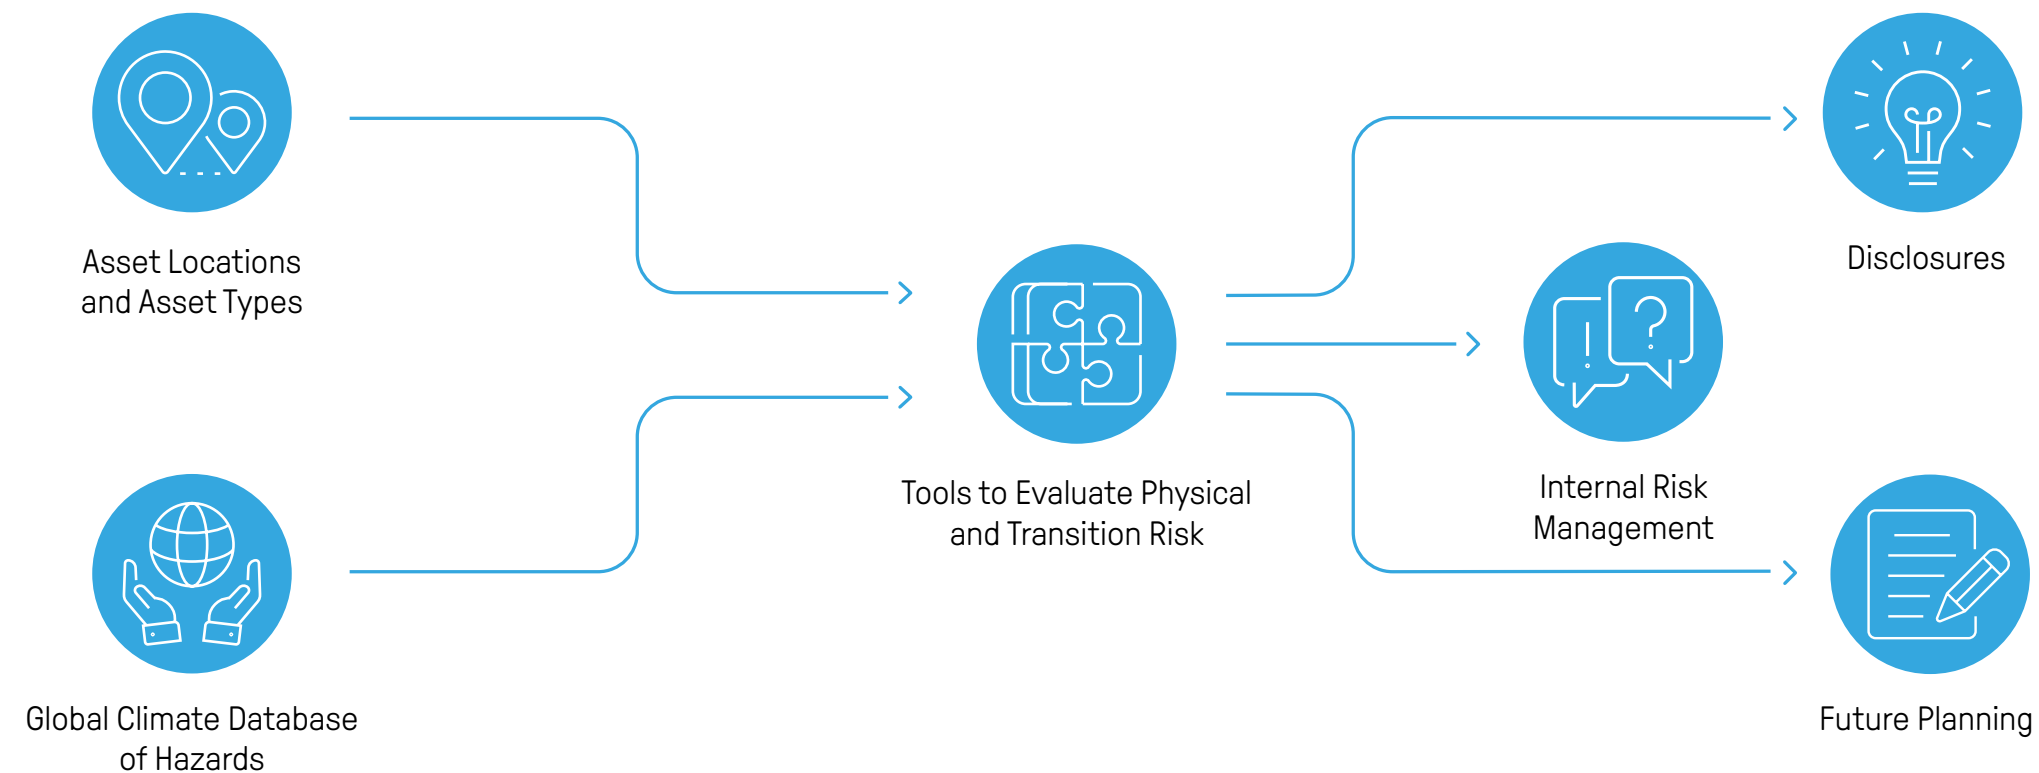 Asset Locations
and Asset Types
Global Climate Database
of Hazards
Tools to Evaluate Physical
and Transition Risk
Disclosures
Internal Risk
Management
Future Planning